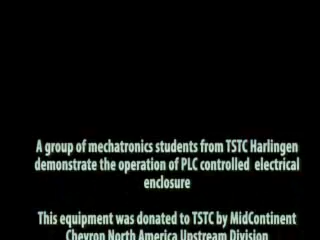 A group of mechatronics students from TSTC Harlingen
demonstrate the operation of PLC controlled electrical
enclosure
This equipment was donated to TSTC by MidContinent
Chevron North America Upstream Division